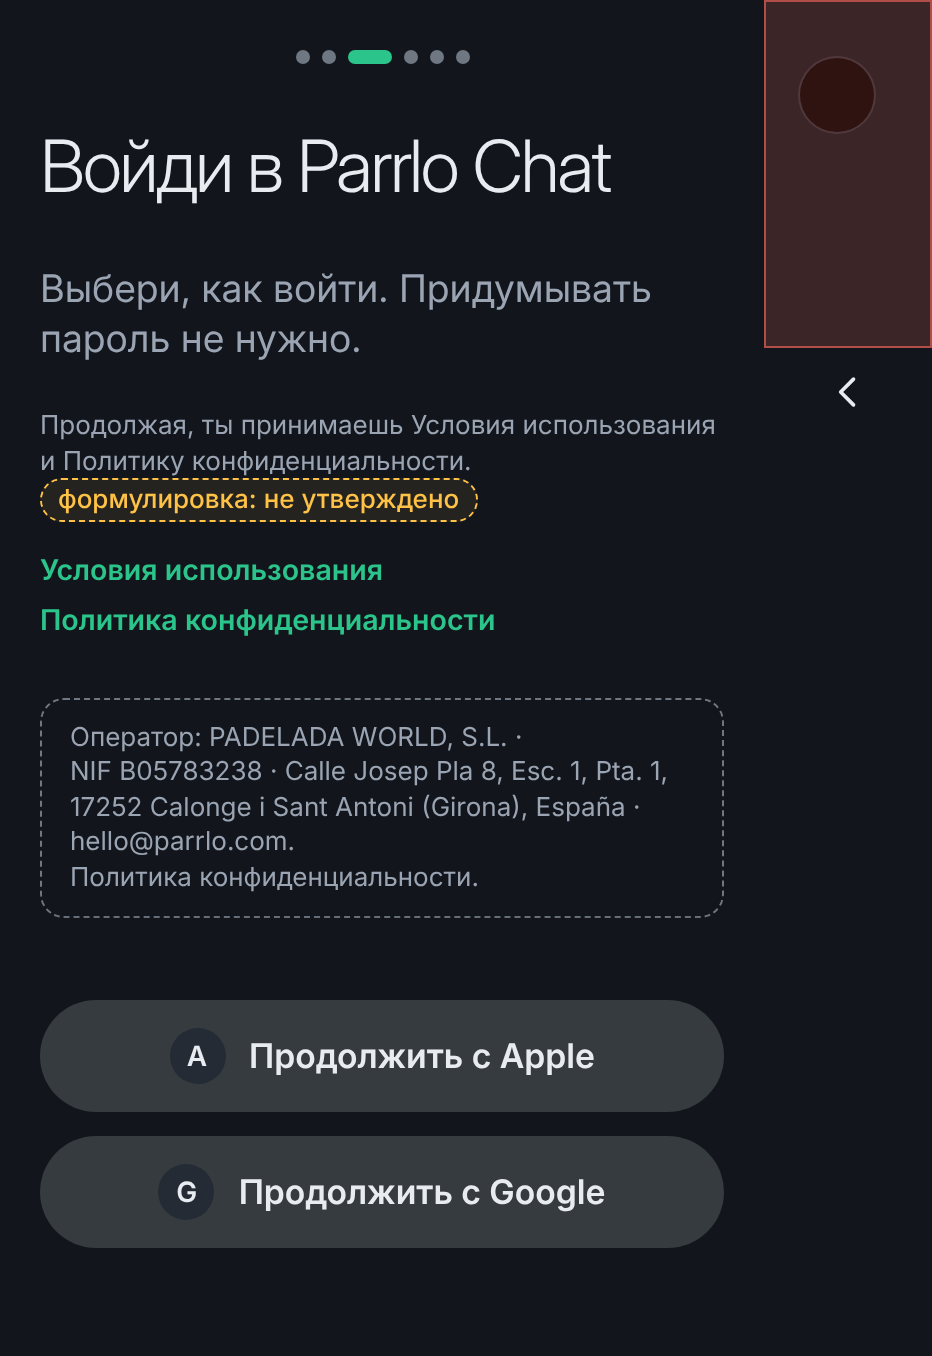 Войди в Parrlo Chat
Выбери, как войти. Придумывать
пароль не нужно.
Продолжая, ты принимаешь Условия использования
и Политику конфиденциальности.
формулировка: не утверждено
Условия использования
Политика конфиденциальности
Оператор: PADELADA WORLD, S.L. ·
NIF B05783238 · Calle Josep Pla 8, Esc. 1, Pta. 1,
17252 Calonge i Sant Antoni (Girona), España ·
hello@parrlo.com.
Политика конфиденциальности.
A Продолжить с Apple
G Продолжить с Google